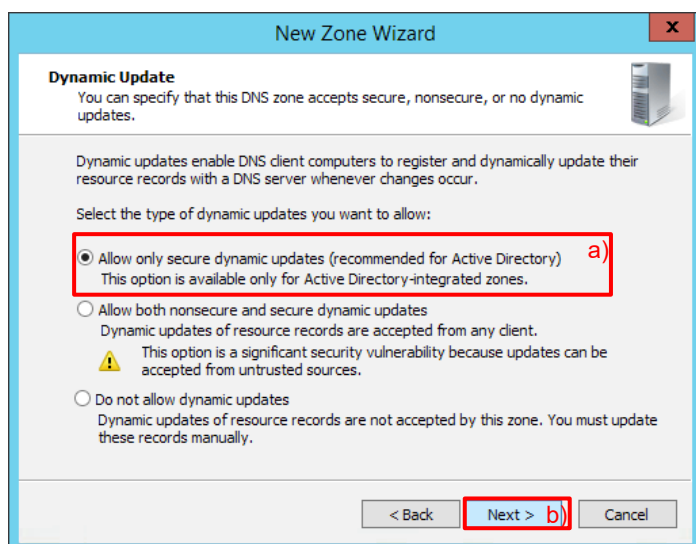 New Zone Wizard
x
Dynamic Update
You can specify that this DNS zone accepts secure, nonsecure, or no dynamic
updates.
Dynamic updates enable DNS client computers to register and dynamically update their
resource records with a DNS server whenever changes occur.
Select the type of dynamic updates you want to allow:
Allow only secure dynamic updates (recommended for Active Directory) a)
This option is available only for Active Directory-integrated zones.
Allow both nonsecure and secure dynamic updates
Dynamic updates of resource records are accepted from any client.
This option is a significant security vulnerability because updates can be
accepted from untrusted sources.
Do not allow dynamic updates
Dynamic updates of resource records are not accepted by this zone. You must update
these records manually.
< Back Next > b) Cancel